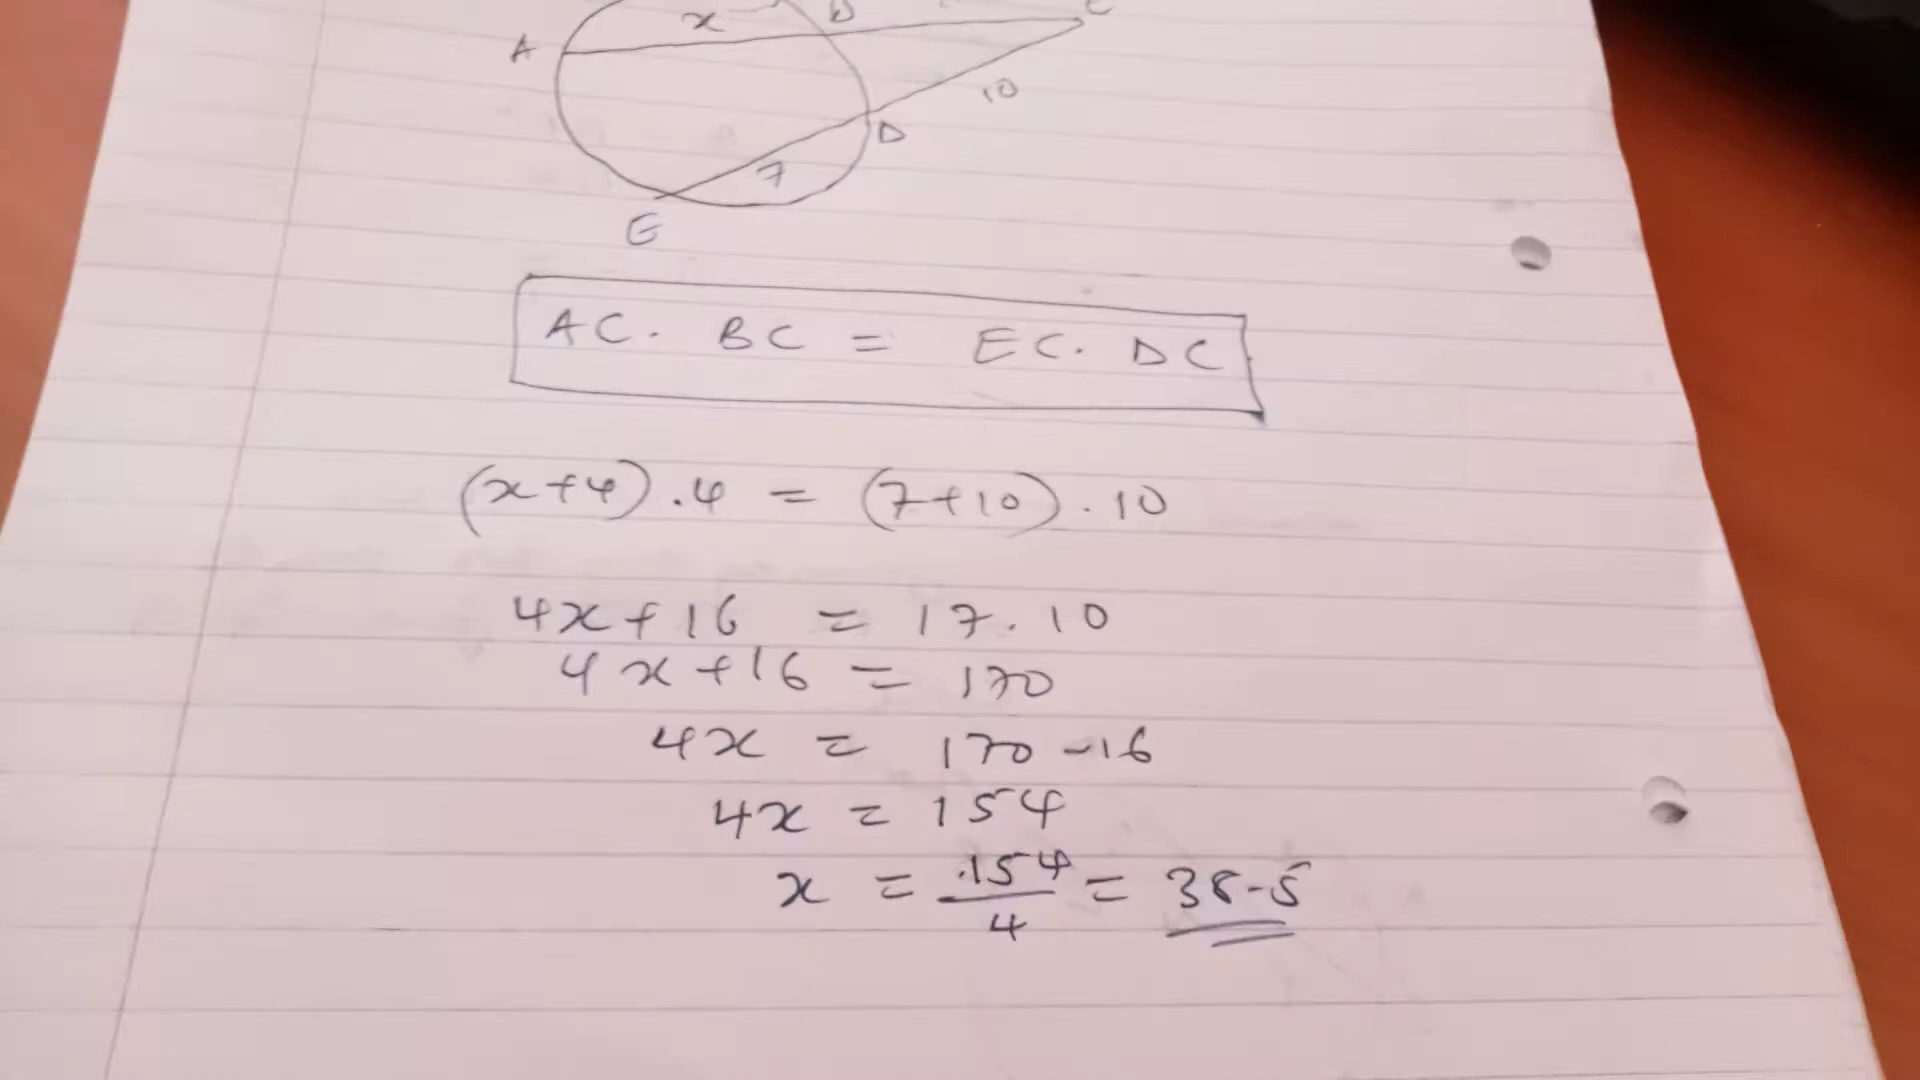 x
A
10
D
7
E
AC. BC = EC. DC
(x+4).4 = (7+10).10
4x+16 = 17.10
4x+16 = 170
4x = 170-16
4x = 154
x = 154/4 = 38.5